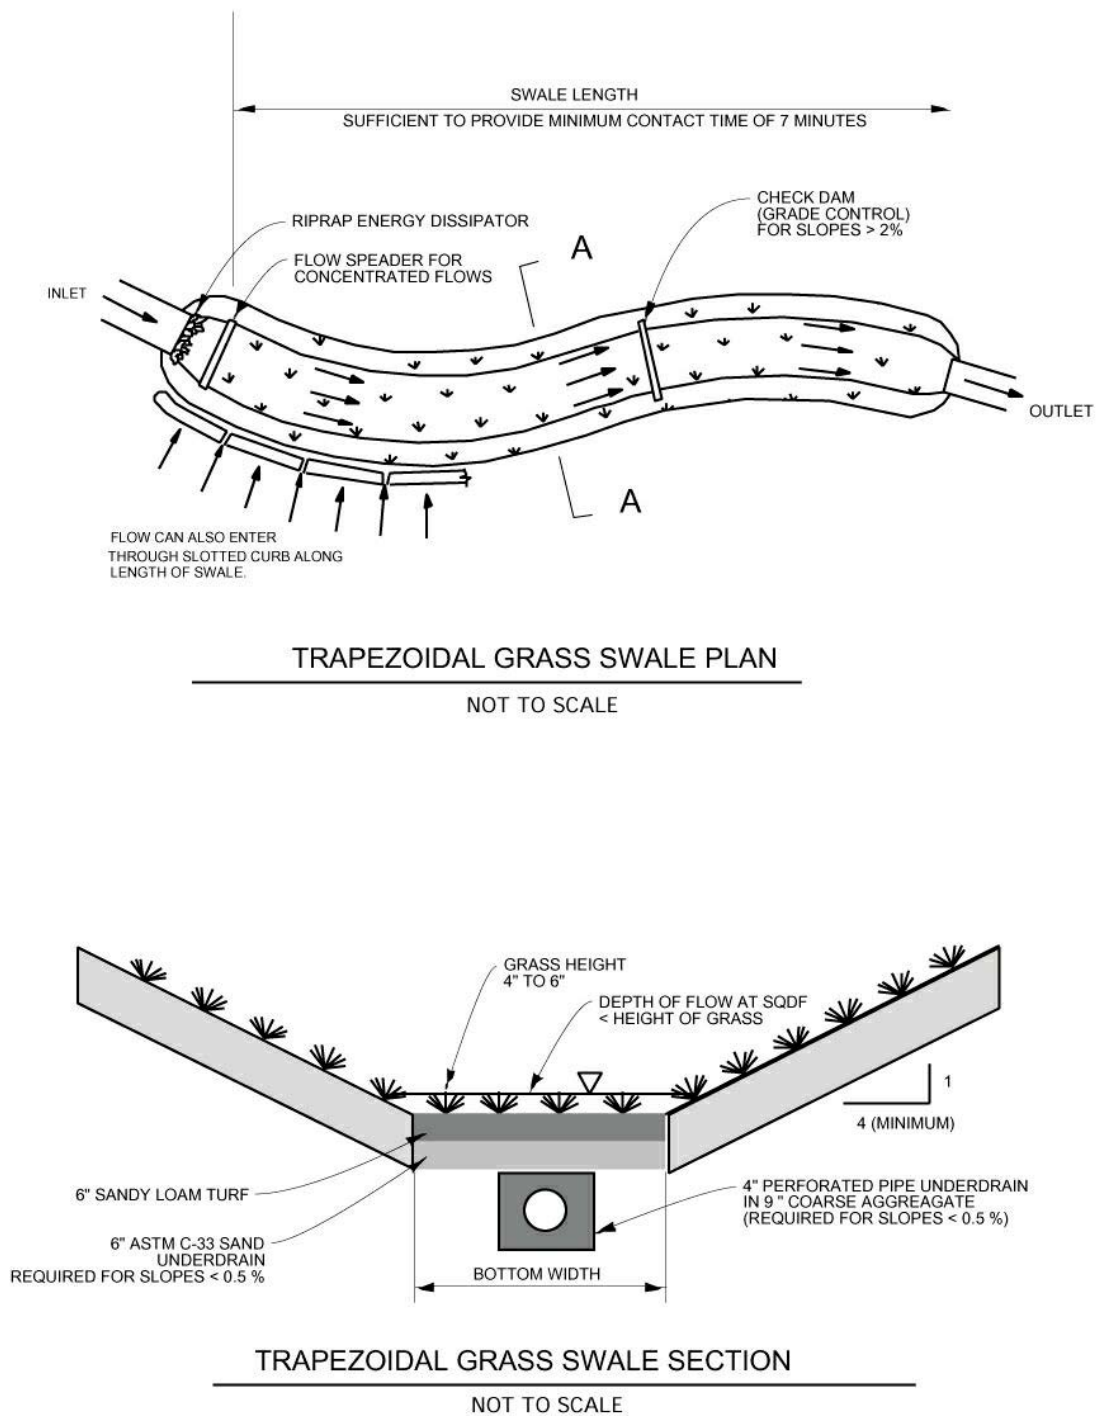 SWALE LENGTH
SUFFICIENT TO PROVIDE MINIMUM CONTACT TIME OF 7 MINUTES
CHECK DAM
(GRADE CONTROL)
FOR SLOPES > 2%
RIPRAP ENERGY DISSIPATOR
A
FLOW SPEADER FOR
CONCENTRATED FLOWS
INLET
OUTLET
A
FLOW CAN ALSO ENTER
THROUGH SLOTTED CURB ALONG
LENGTH OF SWALE.
TRAPEZOIDAL GRASS SWALE PLAN
NOT TO SCALE
GRASS HEIGHT
4" TO 6"
DEPTH OF FLOW AT SQDF
< HEIGHT OF GRASS
1
4 (MINIMUM)
6" SANDY LOAM TURF
4" PERFORATED PIPE UNDERDRAIN
IN 9 " COARSE AGGREAGATE
(REQUIRED FOR SLOPES < 0.5 %)
6" ASTM C-33 SAND
UNDERDRAIN
REQUIRED FOR SLOPES < 0.5 %
BOTTOM WIDTH
TRAPEZOIDAL GRASS SWALE SECTION
NOT TO SCALE